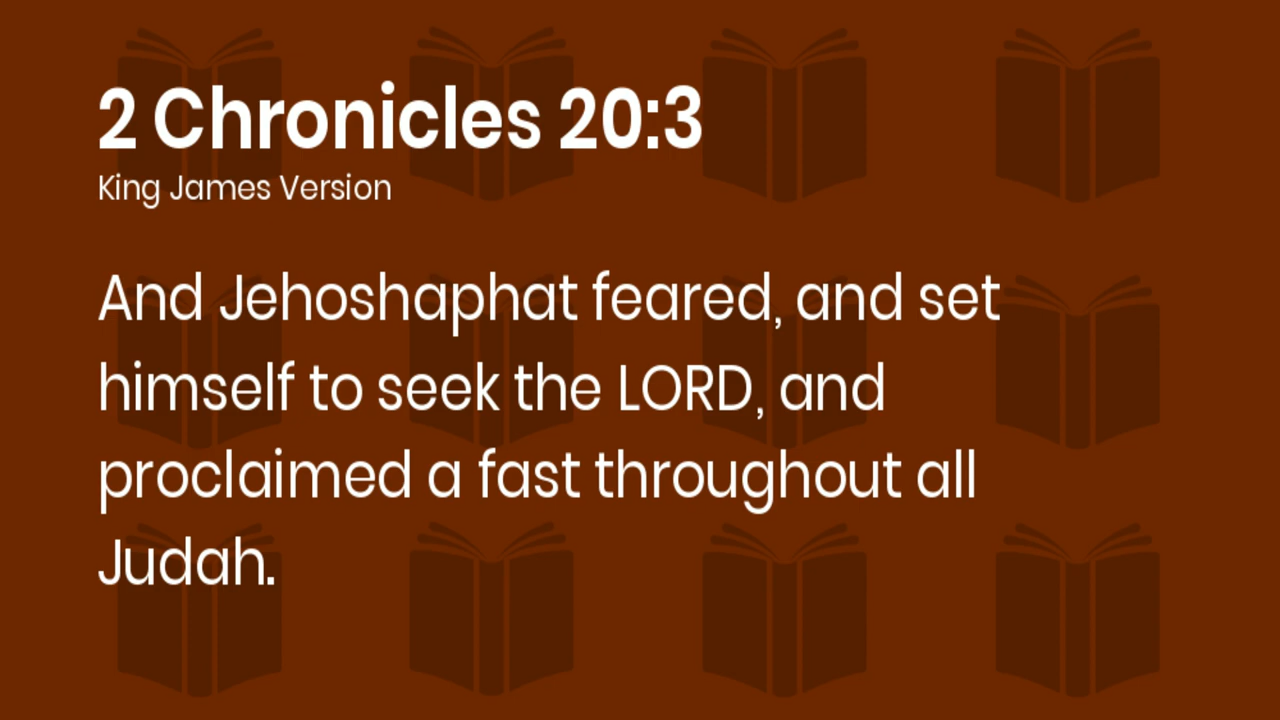 2 Chronicles 20:3
King James Version
And Jehoshaphat feared, and set
himself to seek the LORD, and
proclaimed a fast throughout all
Judah.